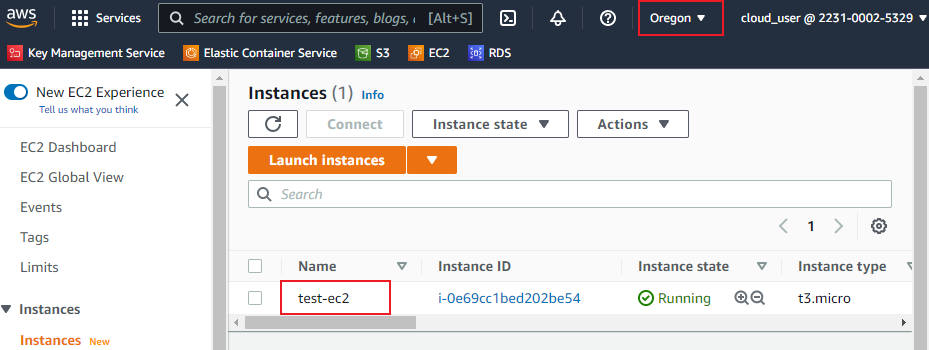 aws Services Search for services, features, blogs, c [Alt+S] Oregon ▼ cloud_user @ 2231-0002-5329 ▼
Key Management Service Elastic Container Service S3 EC2 RDS
New EC2 Experience
Tell us what you think
EC2 Dashboard
EC2 Global View
Events
Tags
Limits
▼ Instances
Instances New
Instances (1) Info
Connect Instance state ▼ Actions ▼
Launch instances ▼
Search
< 1 >
Name Instance ID Instance state Instance type
test-ec2 i-0e69cc1bed202be54 Running t3.micro